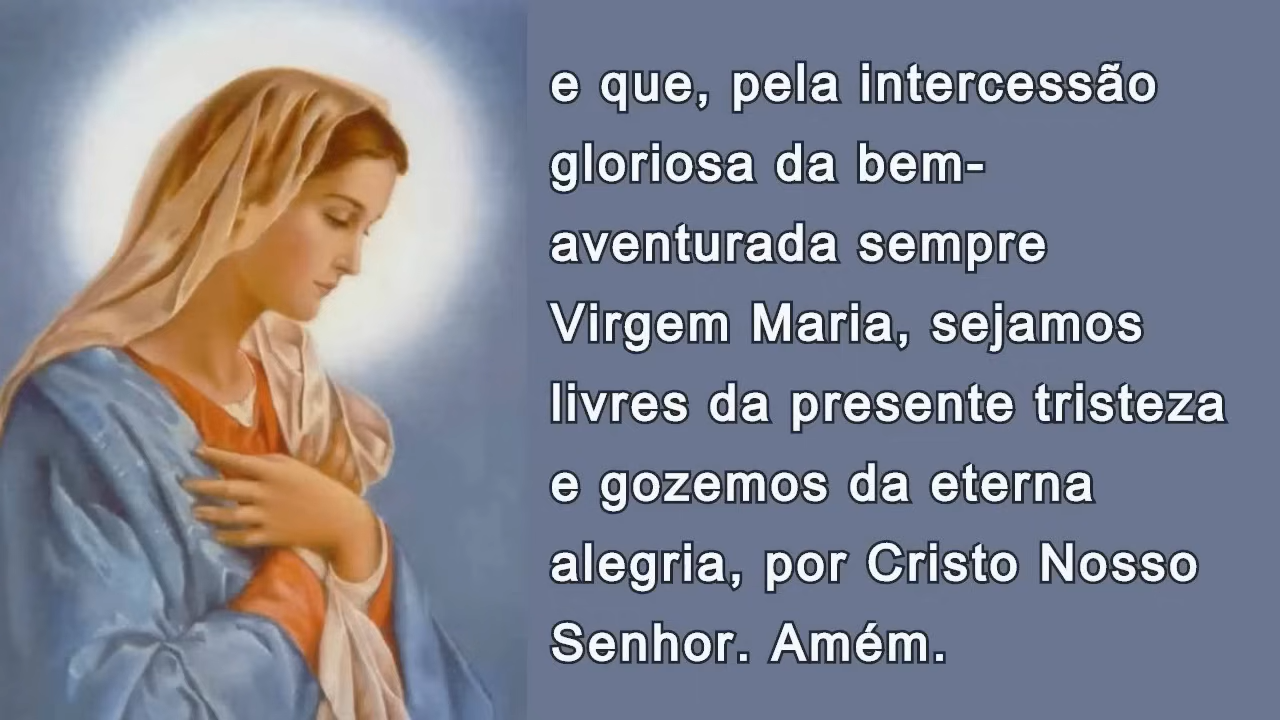 e que, pela intercessão
gloriosa da bem-
aventurada sempre
Virgem Maria, sejamos
livres da presente tristeza
e gozemos da eterna
alegria, por Cristo Nosso
Senhor. Amém.